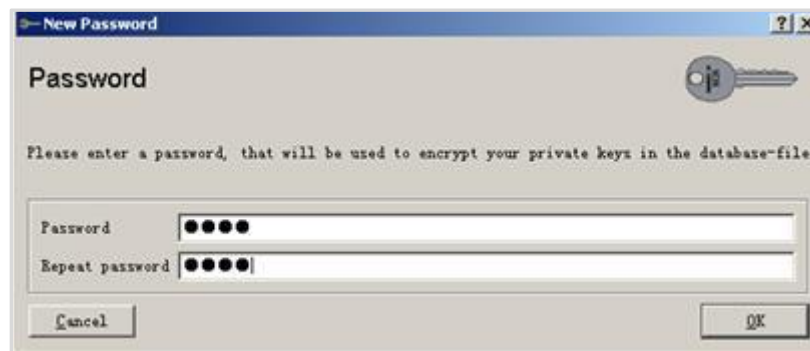 New Password
Password
Please enter a password, that will be used to encrypt your private keys in the database-file
Password ●●●●
Repeat password ●●●●
Cancel
OK